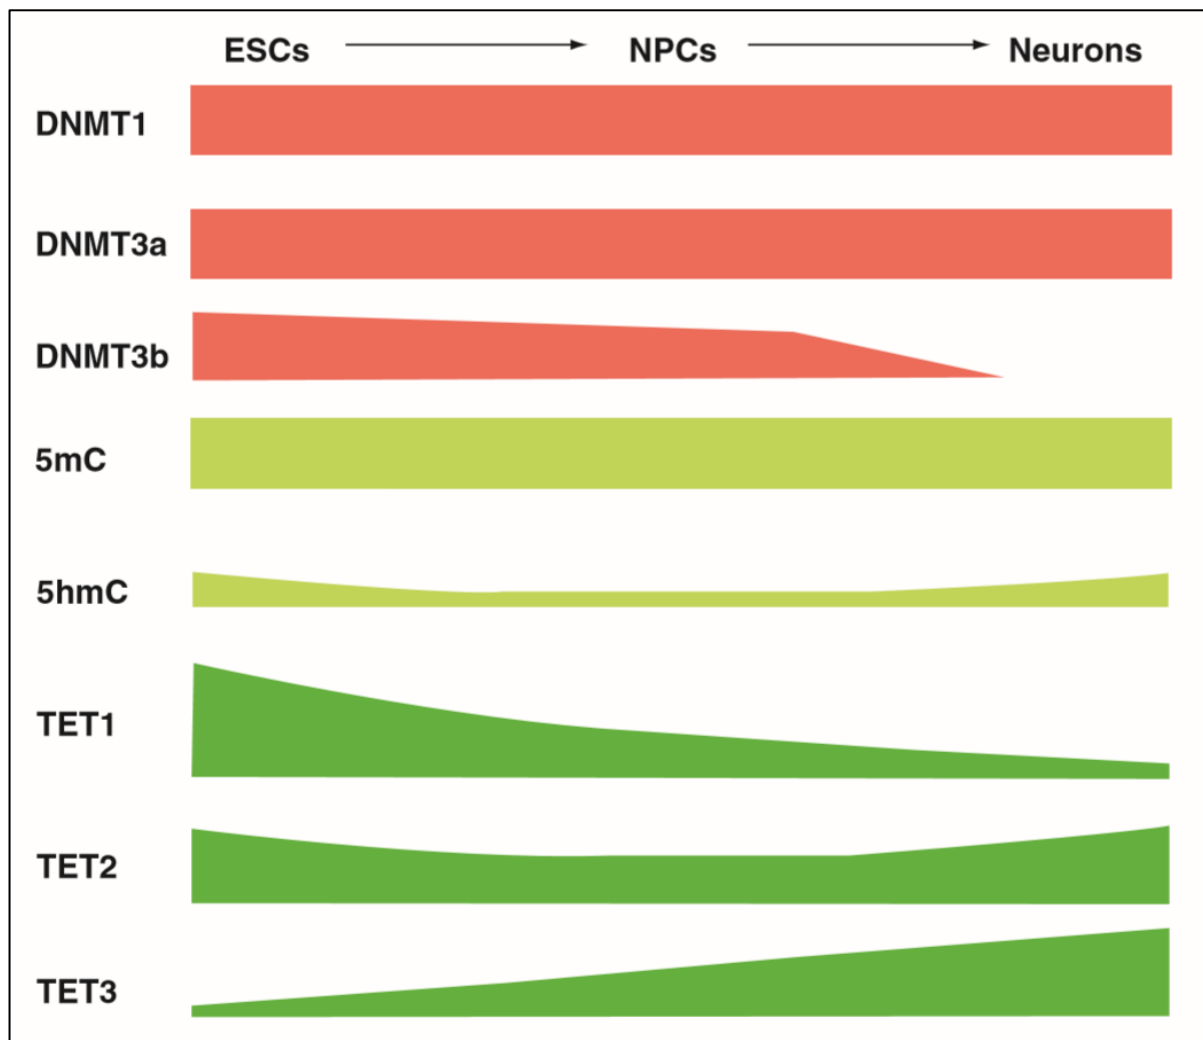 ESCs NPCs Neurons
DNMT1
DNMT3a
DNMT3b
5mC
5hmC
TET1
TET2
TET3